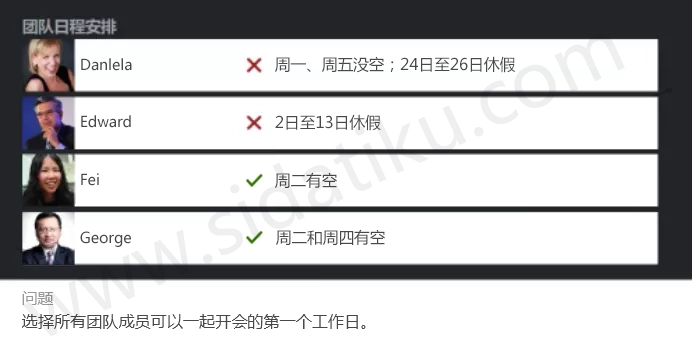 团队日程安排
Danlela
周一、周五没空；24日至26日休假
Edward
2日至13日休假
Fei
周二有空
George
周二和周四有空
www.sidatiku.com
问题
选择所有团队成员可以一起开会的第一个工作日。